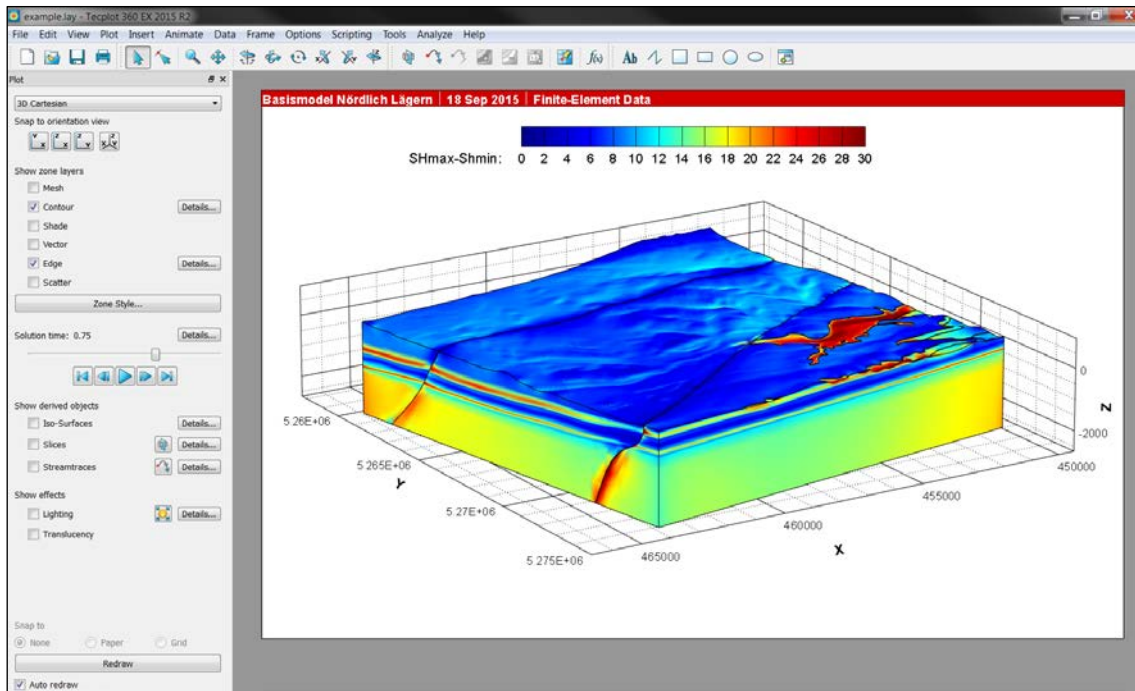 example.lay - Tecplot 360 EX 2015 R2
File Edit View Plot Insert Animate Data Frame Options Scripting Tools Analyze Help
Ab
Plot
3D Cartesian
Snap to orientation view
Show zone layers
Mesh
Contour Details...
Shade
Vector
Edge Details...
Scatter
Zone Style...
Solution time: 0.75 Details...
Show derived objects
Iso-Surfaces Details...
Slices Details...
Streamtraces Details...
Show effects
Lighting Details...
Translucency
Snap to
None Paper Grid
Redraw
Auto redraw
Basismodel Nördlich Lägern | 18 Sep 2015 | Finite-Element Data
SHmax-Shmin: 0 2 4 6 8 10 12 14 16 18 20 22 24 26 28 30
0
-2000
Z
5.26E+06
5.265E+06
5.27E+06
5.275E+06
Y
465000
460000
455000
450000
X